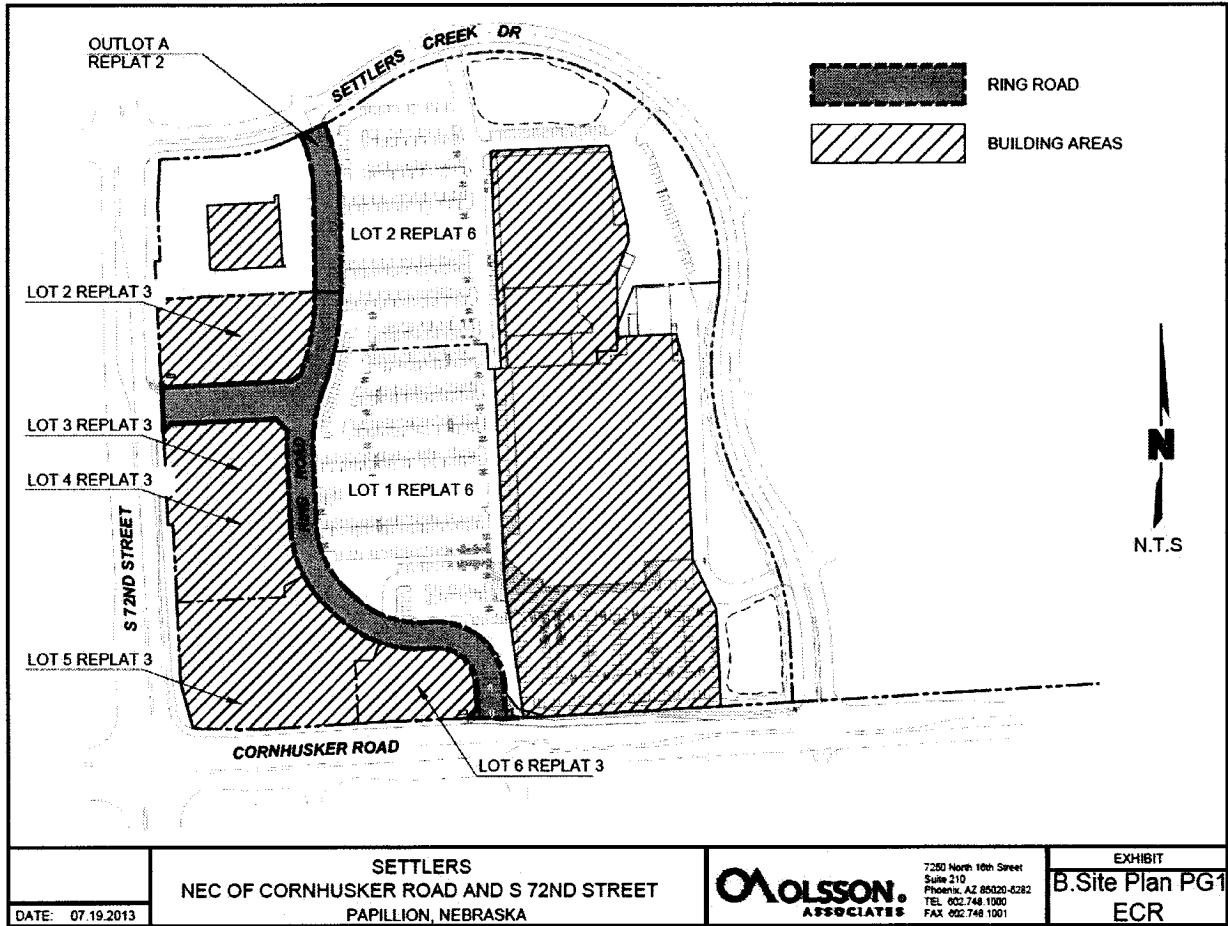 OUTLOT A
REPLAT 2
SETTLERS CREEK DR
RING ROAD
BUILDING AREAS
LOT 2 REPLAT 6
LOT 2 REPLAT 3
LOT 3 REPLAT 3
RING ROAD
LOT 4 REPLAT 3
LOT 1 REPLAT 6
N
N.T.S
S 72ND STREET
LOT 5 REPLAT 3
CORNHUSKER ROAD
LOT 6 REPLAT 3
DATE: 07.19.2013
SETTLERS
NEC OF CORNHUSKER ROAD AND S 72ND STREET
PAPILLION, NEBRASKA
OLSSON
ASSOCIATES
7250 North 16th Street
Suite 210
Phoenix, AZ 85020-5282
TEL 602.748.1000
FAX 602.748.1001
EXHIBIT
B.Site Plan PG1
ECR